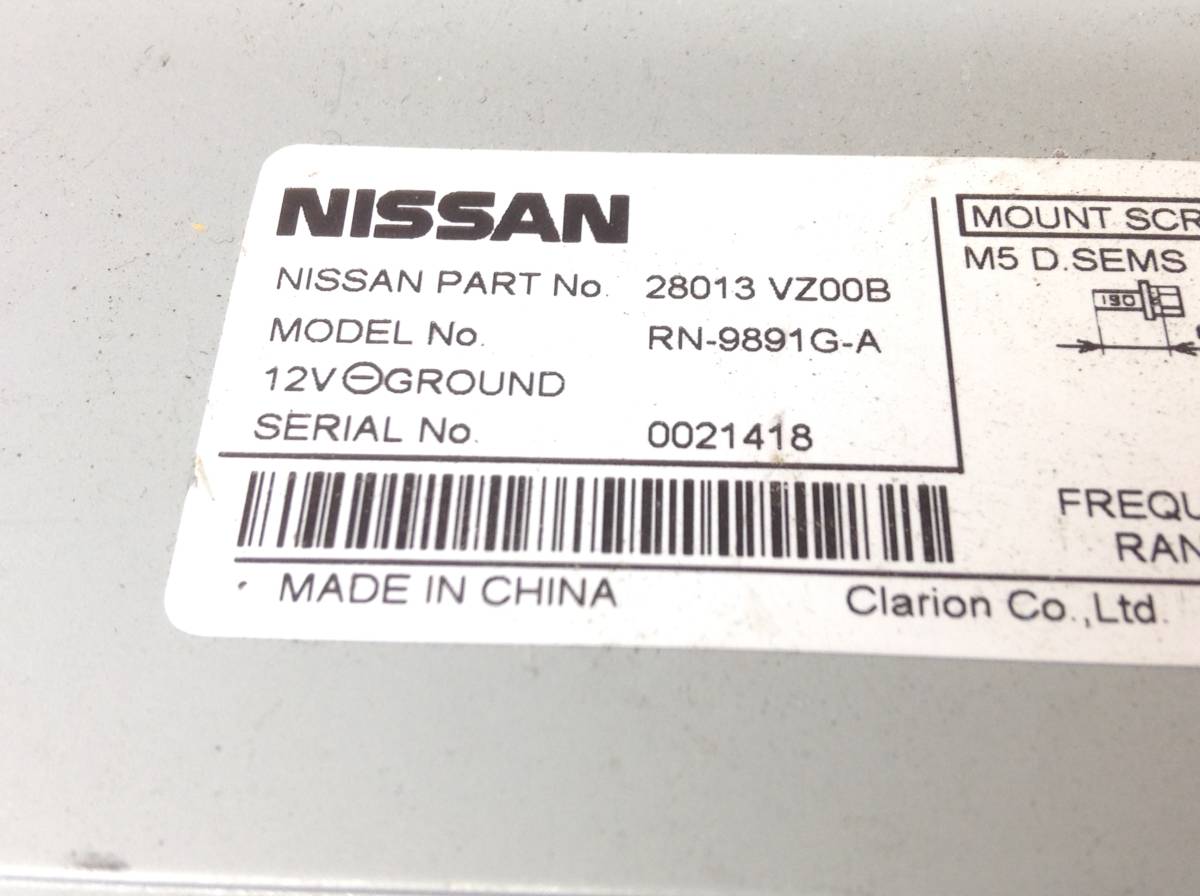 NISSAN
NISSAN PART No. 28013 VZ00B
MODEL No. RN-9891G-A
12V⊖GROUND
SERIAL No. 0021418
MADE IN CHINA
Clarion Co.,Ltd.
MOUNT SCR
M5 D.SEMS
FREQU
RAN